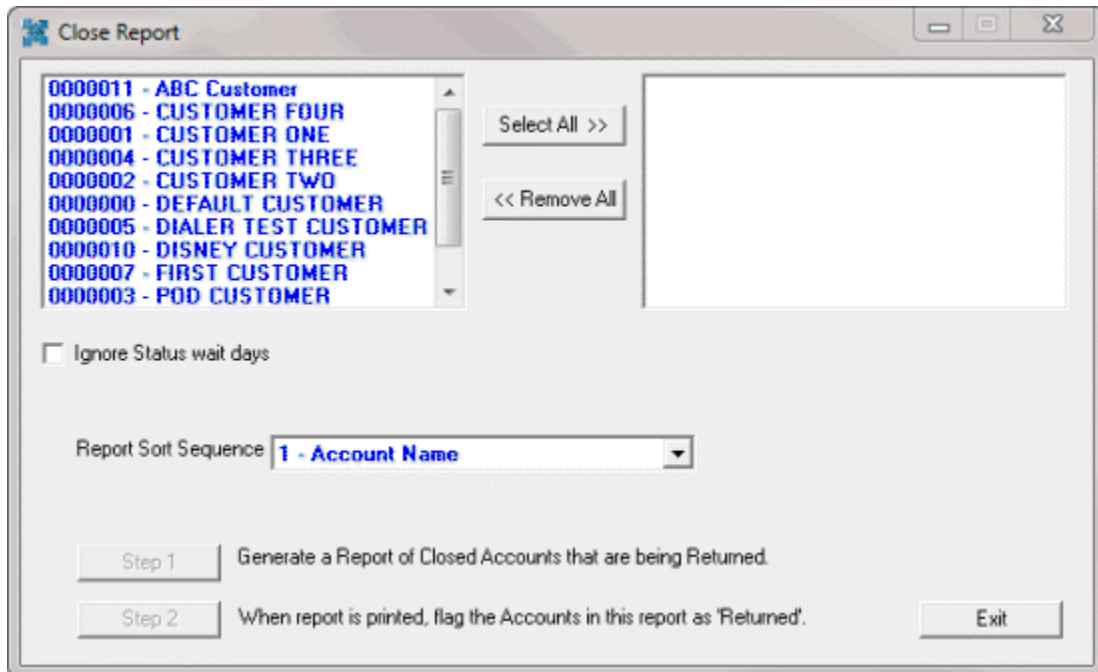 Close Report
0000011 - ABC Customer
0000006 - CUSTOMER FOUR
0000001 - CUSTOMER ONE
0000004 - CUSTOMER THREE
0000002 - CUSTOMER TWO
0000000 - DEFAULT CUSTOMER
0000005 - DIALER TEST CUSTOMER
0000010 - DISNEY CUSTOMER
0000007 - FIRST CUSTOMER
0000003 - POD CUSTOMER
Select All >>
<< Remove All
Ignore Status wait days
Report Sort Sequence 1 - Account Name
Step 1 Generate a Report of Closed Accounts that are being Returned.
Step 2 When report is printed, flag the Accounts in this report as 'Returned'.
Exit